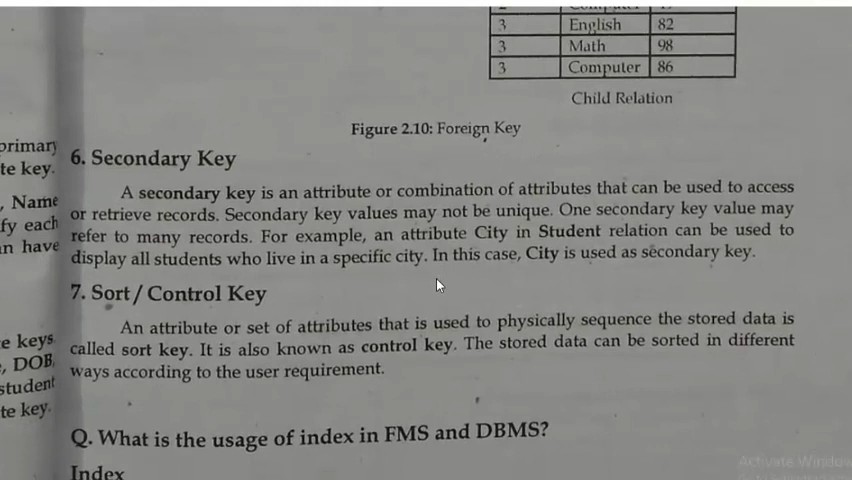 3 English 82
3 Math 98
3 Computer 86
Child Relation
Figure 2.10: Foreign Key
primary
te key.
, Name
fy each
an have
e keys
, DOB,
student
te key.
6. Secondary Key
A secondary key is an attribute or combination of attributes that can be used to access
or retrieve records. Secondary key values may not be unique. One secondary key value may
refer to many records. For example, an attribute City in Student relation can be used to
display all students who live in a specific city. In this case, City is used as secondary key.
7. Sort / Control Key
An attribute or set of attributes that is used to physically sequence the stored data is
called sort key. It is also known as control key. The stored data can be sorted in different
ways according to the user requirement.
Q. What is the usage of index in FMS and DBMS?
Index
Activate Window